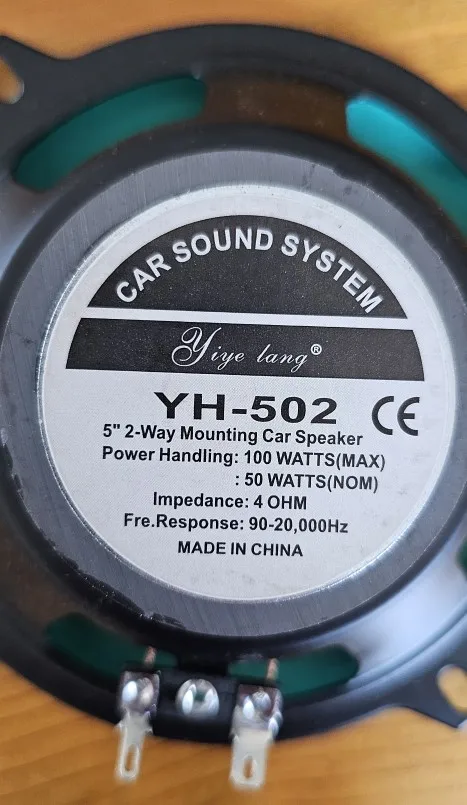 CAR SOUND SYSTEM
Yiye lang®
YH-502
CE
5" 2-Way Mounting Car Speaker
Power Handling: 100 WATTS(MAX)
: 50 WATTS(NOM)
Impedance: 4 OHM
Fre.Response: 90-20,000Hz
MADE IN CHINA